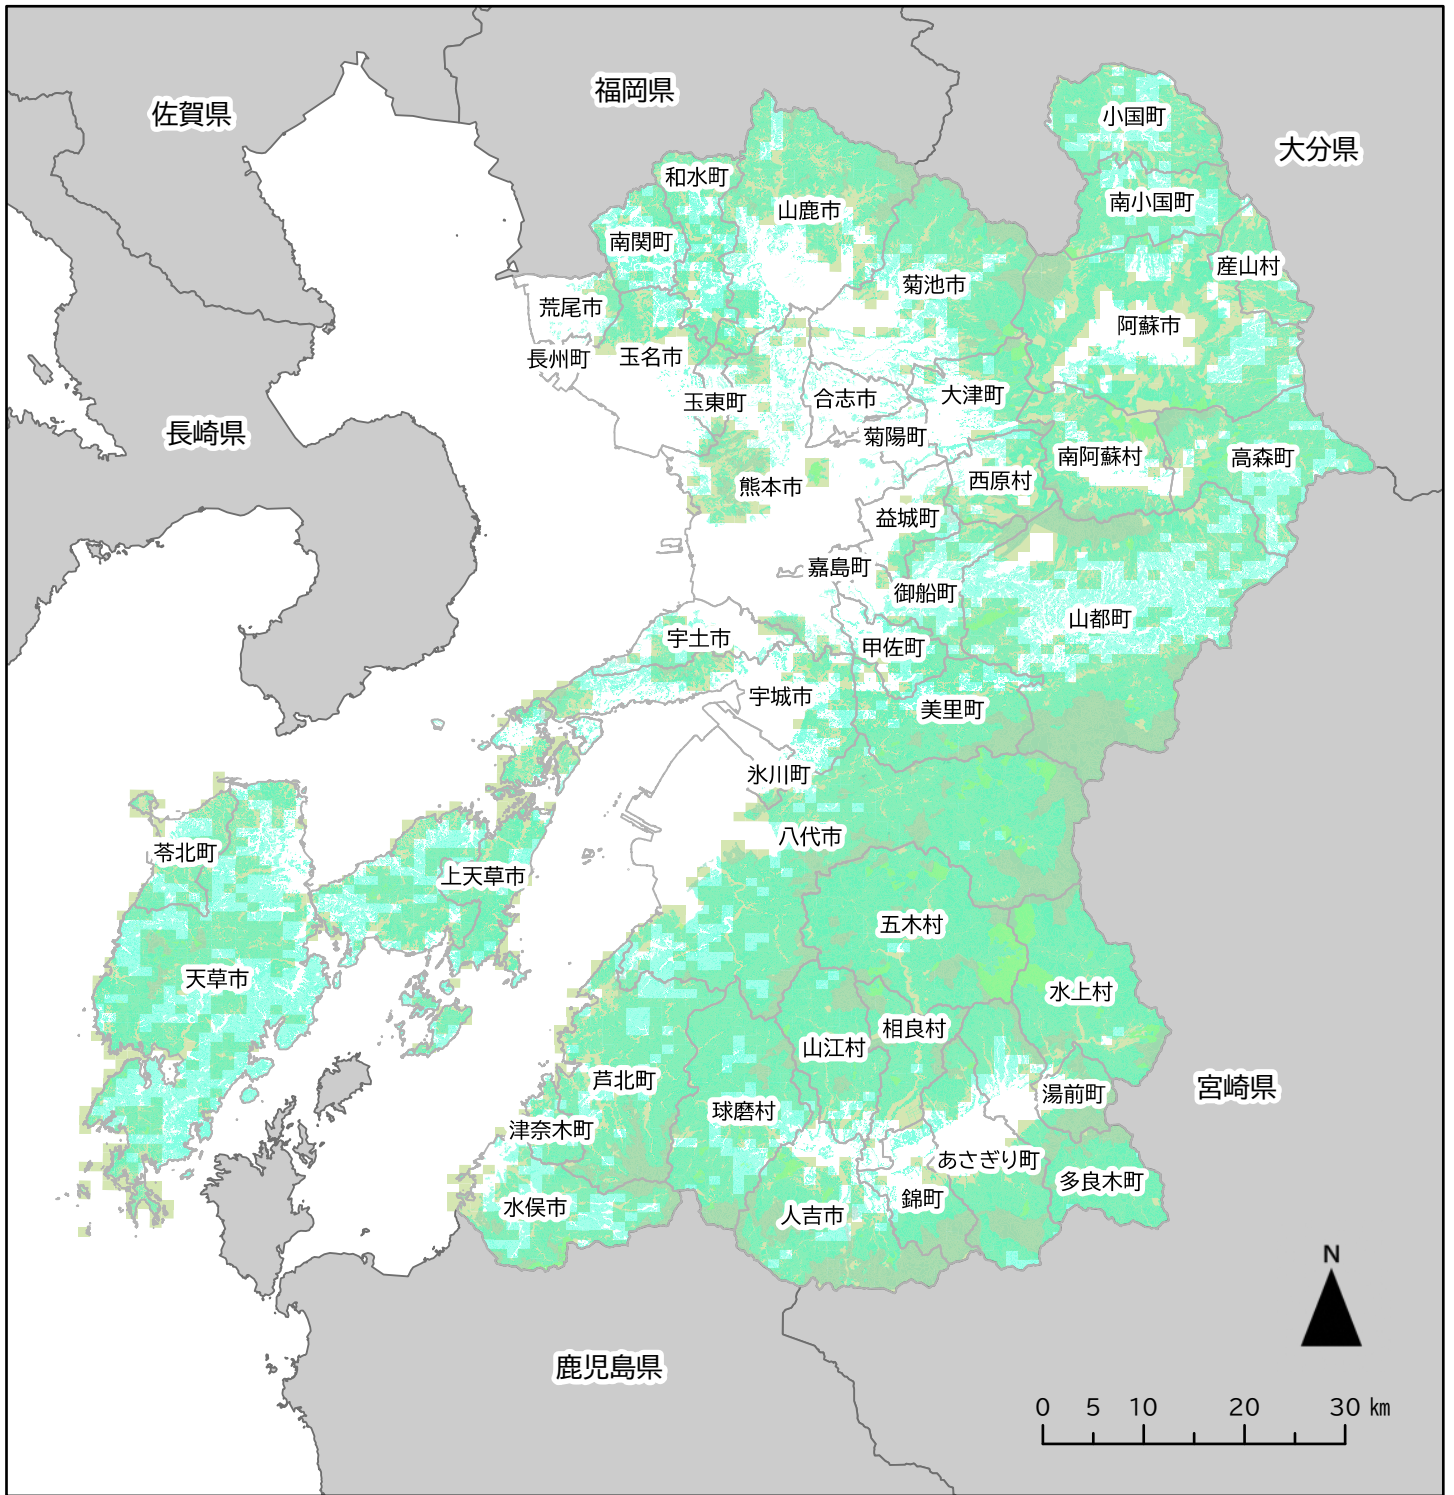 福岡県
佐賀県
小国町
大分県
和水町
南小国町
山鹿市
南関町
産山村
菊池市
荒尾市
阿蘇市
長州町
玉名市
大津町
合志市
玉東町
長崎県
菊陽町
南阿蘇村
高森町
西原村
熊本市
益城町
嘉島町
御船町
山都町
宇土市
甲佐町
宇城市
美里町
氷川町
八代市
苓北町
上天草市
五木村
天草市
水上村
相良村
山江村
芦北町
宮崎県
湯前町
球磨村
津奈木町
あさぎり町
多良木町
錦町
水俣市
人吉市
N
鹿児島県
0 5 10 20 30 km